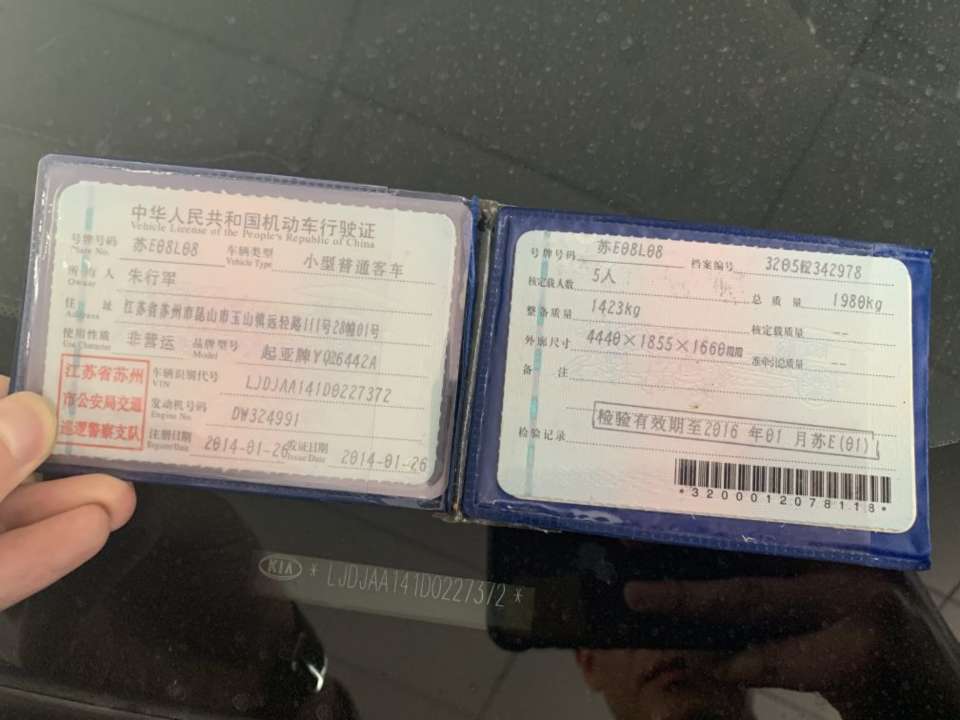 中华人民共和国机动车行驶证
Vehicle License of the People's Republic of China
号牌号码 苏E08L08 车辆类型 小型普通客车
Plate No. Vehicle Type
所有人 朱行军
住址 江苏省苏州市昆山市玉山镇远轻路111号28幢01号
Address
使用性质 非营运 品牌型号 起亚牌YQZ6442A
Use Character Model
江苏省苏州
市公安局交通
巡逻警察支队
车辆识别代号 LJDJAA141D0227372
VIN
发动机号码 DW324991
Engine No.
注册日期 2014-01-26 发证日期 2014-01-26
Register Date Issue Date
号牌号码 苏E08L08 档案编号
核定载人数 5人 总质量 1980kg
整备质量 1423kg 核定载质量 --
外廓尺寸 4440×1855×1660mm 准牵引总质量 --
备注
检验记录 检验有效期至2016年01月苏E(01)
*3200012078118*
KIA *LJDJAA141D0227372*